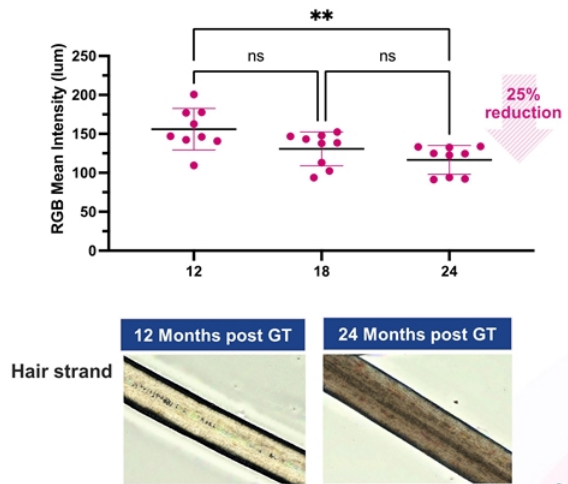 **
ns
ns
250
200
150
100
50
0
RGB Mean Intensity (lum)
12
18
24
25%
reduction
12 Months post GT
24 Months post GT
Hair strand